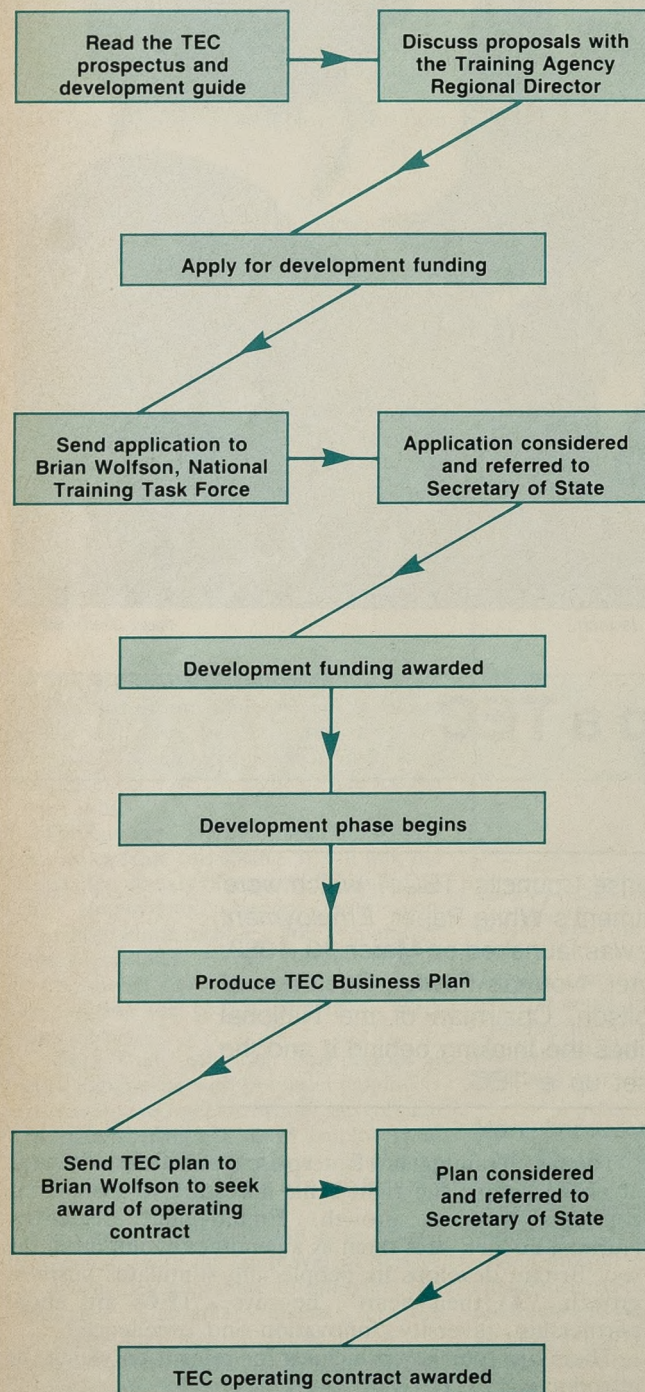 Read the TEC
prospectus and
development guide
Discuss proposals with
the Training Agency
Regional Director
Apply for development funding
Send application to
Brian Wolfson, National
Training Task Force
Application considered
and referred to
Secretary of State
Development funding awarded
Development phase begins
Produce TEC Business Plan
Send TEC plan to
Brian Wolfson to seek
award of operating
contract
Plan considered
and referred to
Secretary of State
TEC operating contract awarded